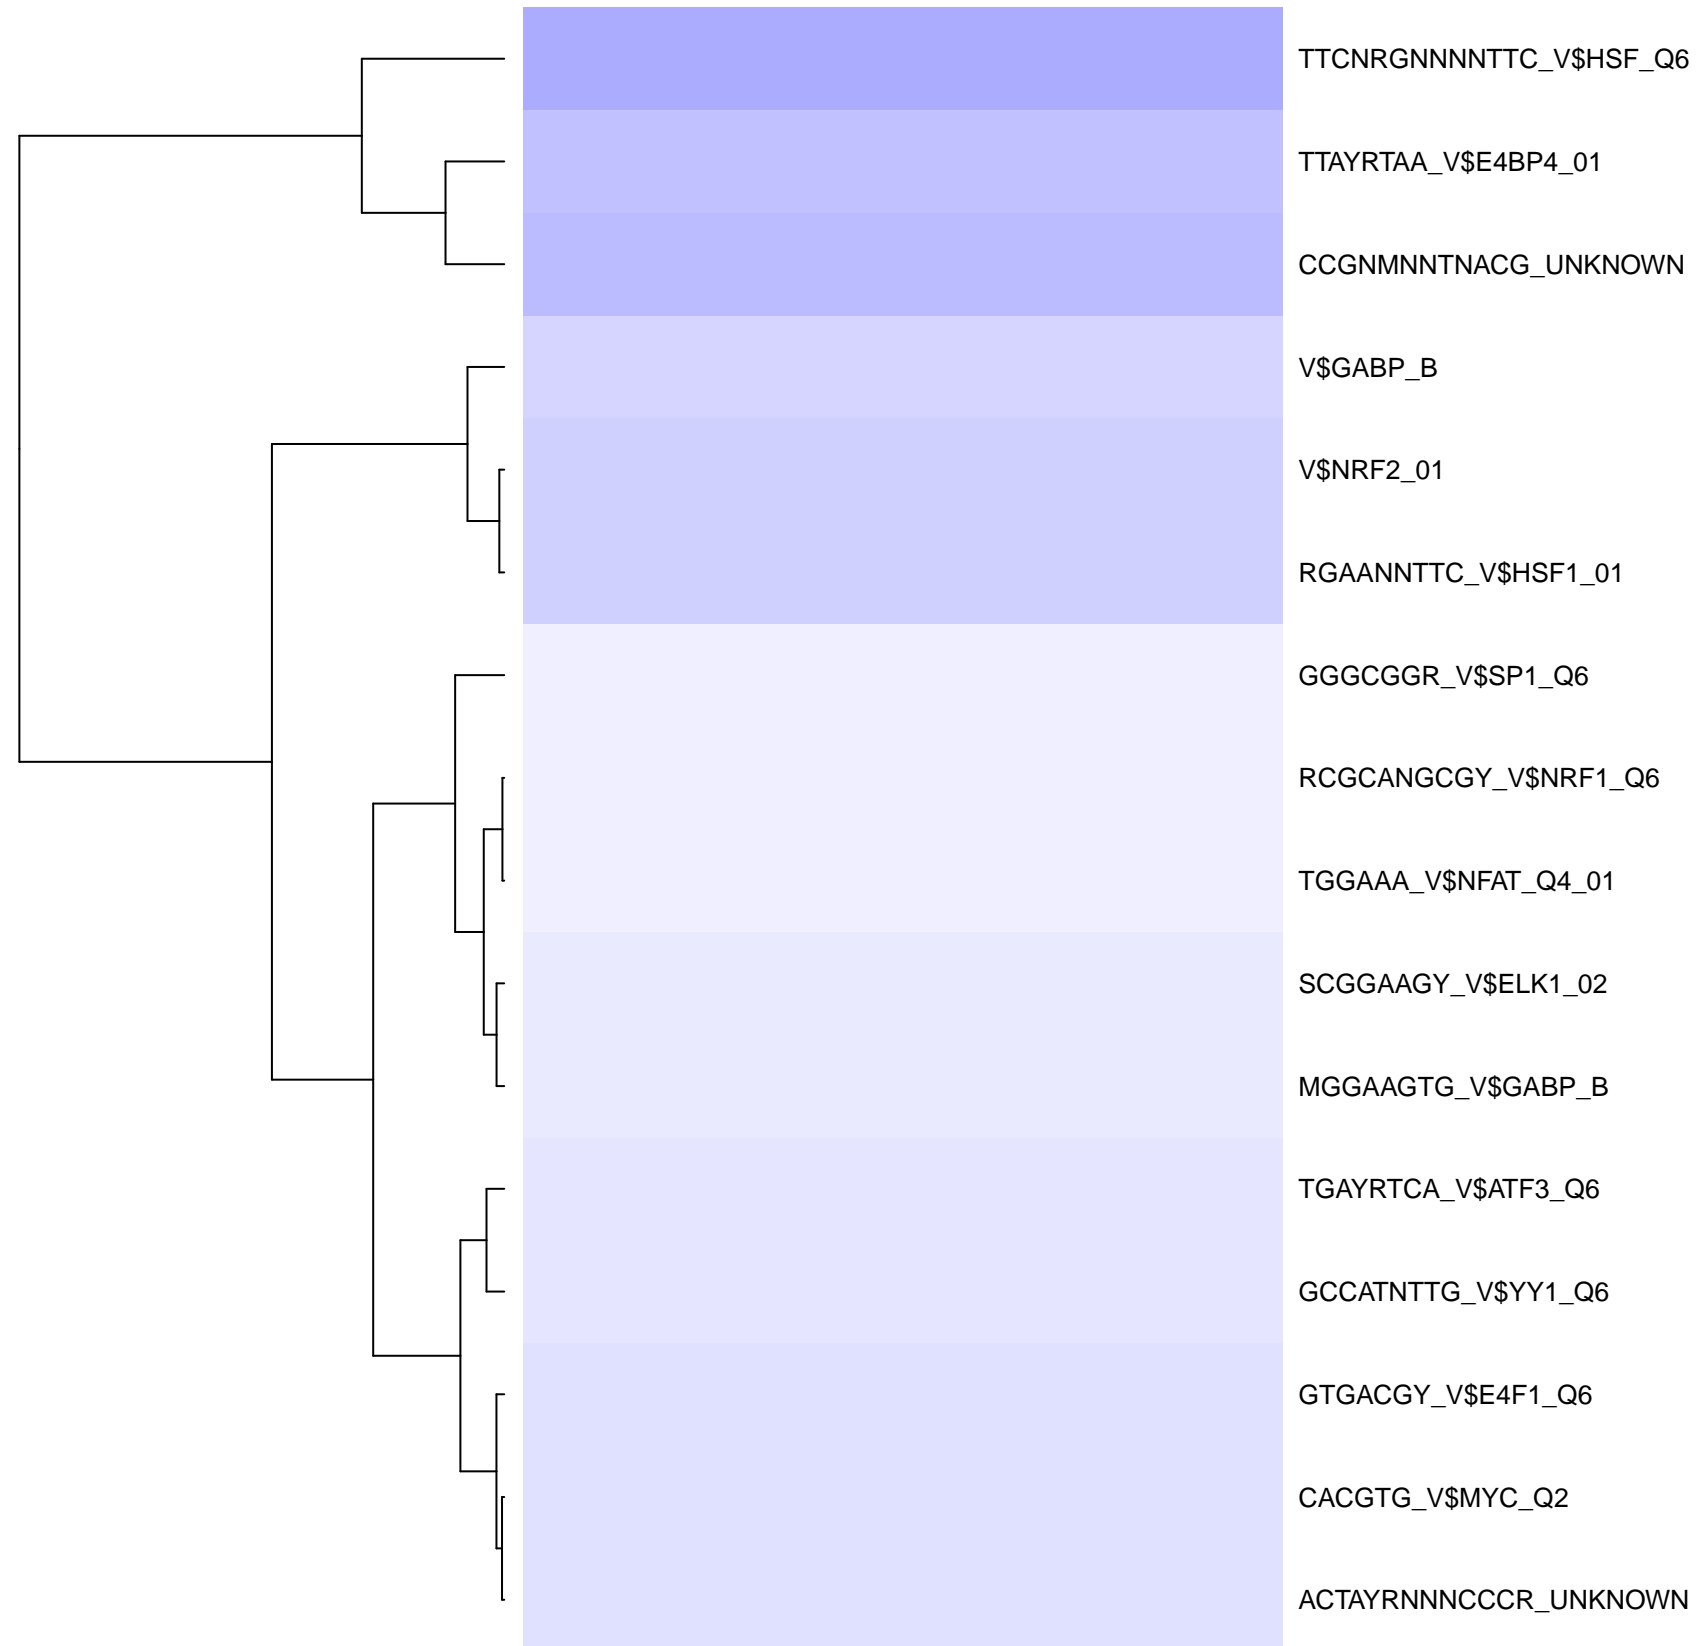 TTCNRGNNNNTTC_V$HSF_Q6
TTAYRTAA_V$E4BP4_01
CCGNMNNTNACG_UNKNOWN
V$GABP_B
V$NRF2_01
RGAANNTTC_V$HSF1_01
GGGCGGR_V$SP1_Q6
RCGCANGCGY_V$NRF1_Q6
TGGAAA_V$NFAT_Q4_01
SCGGAAGY_V$ELK1_02
MGGAAGTG_V$GABP_B
TGAYRTCA_V$ATF3_Q6
GCCATNTTG_V$YY1_Q6
GTGACGY_V$E4F1_Q6
CACGTG_V$MYC_Q2
ACTAYRNNNCCCR_UNKNOWN